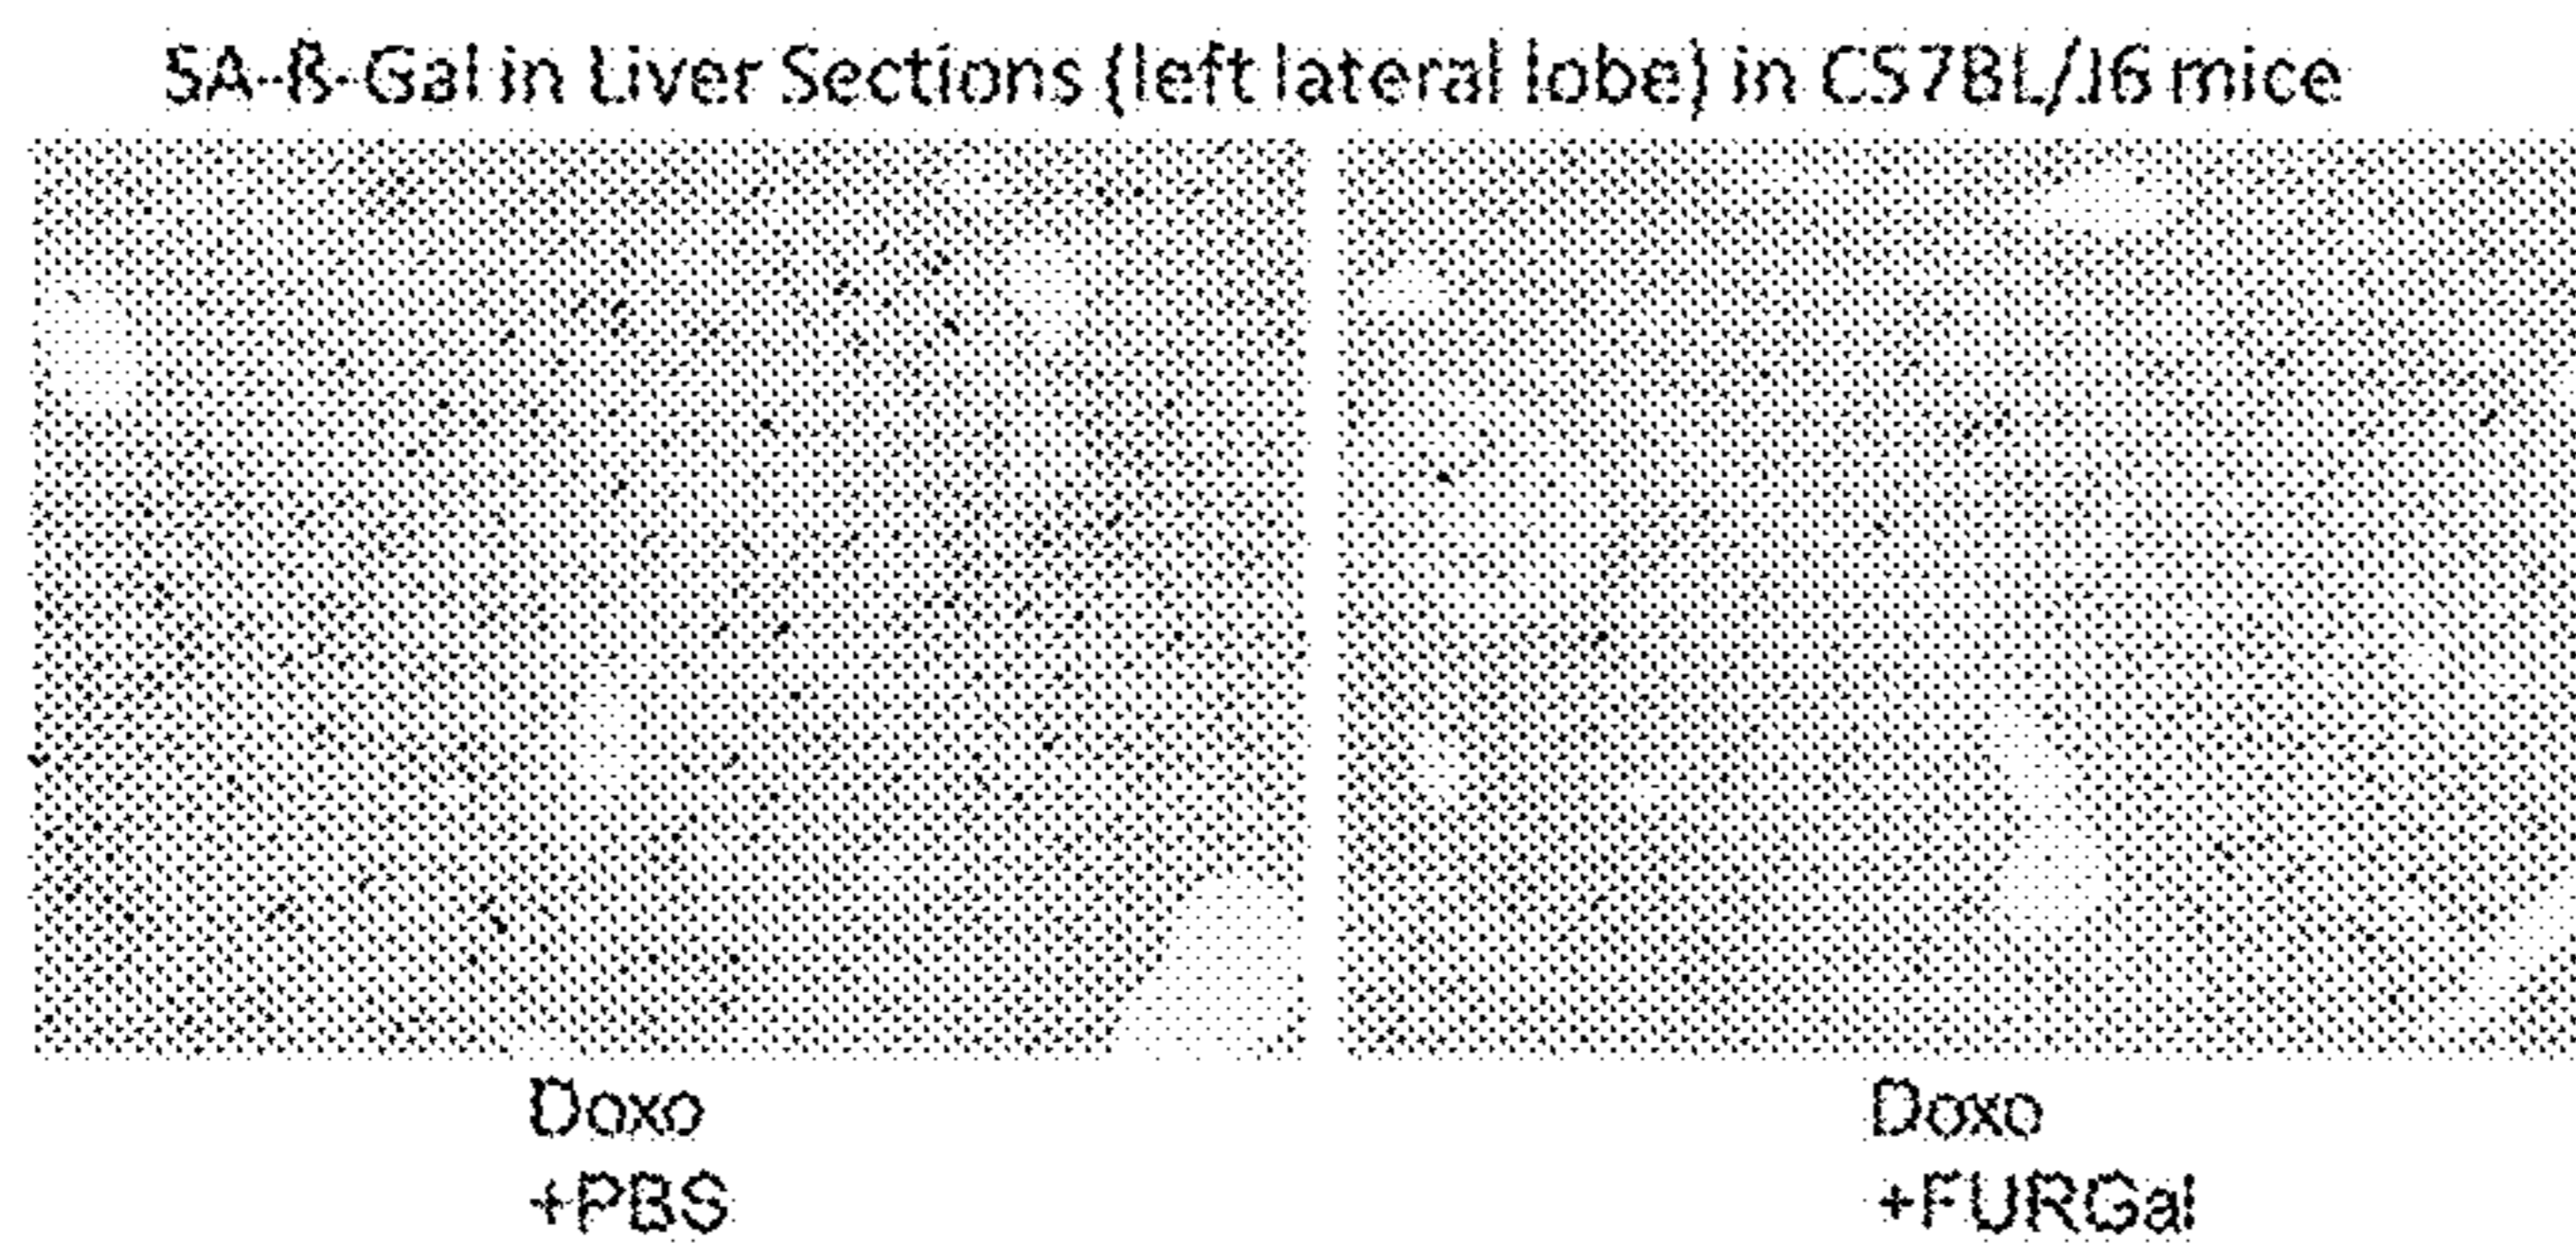 SA-ß-Gal in Liver Sections (left lateral lobe) in C57BL/J6 mice
Doxo
+PBS
Doxo
+FURGal